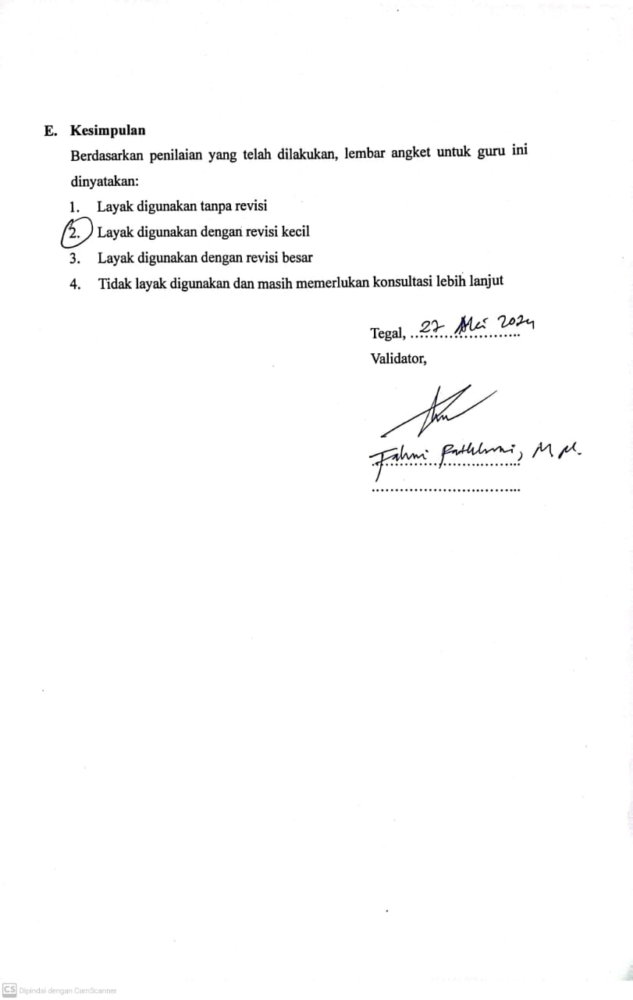 E. Kesimpulan
Berdasarkan penilaian yang telah dilakukan, lembar angket untuk guru ini
dinyatakan:
1. Layak digunakan tanpa revisi
2. Layak digunakan dengan revisi kecil
3. Layak digunakan dengan revisi besar
4. Tidak layak digunakan dan masih memerlukan konsultasi lebih lanjut
Tegal, 27 Mei 2024
Validator,
Fahmi
CS Dipindai dengan CamScanner